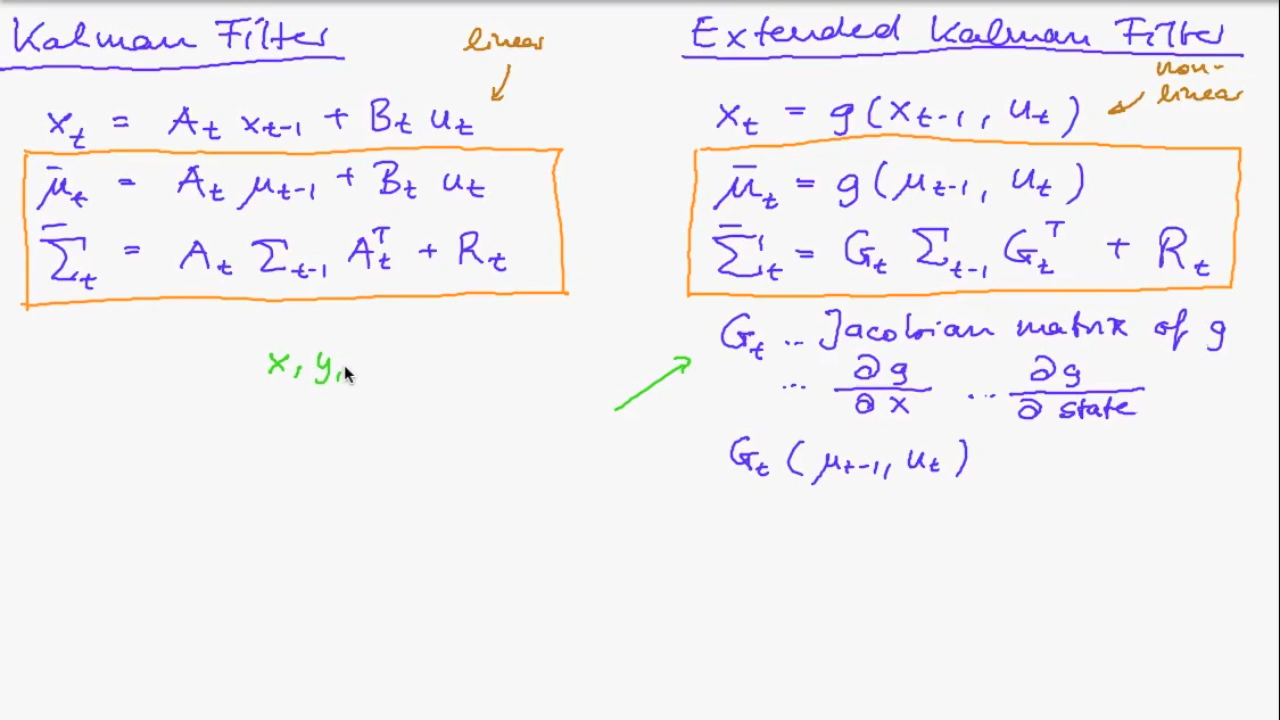 Kalman Filter
linear
x_t = A_t x_{t-1} + B_t u_t
μ̄_t = A_t μ_{t-1} + B_t u_t
Σ̄_t = A_t Σ_{t-1} A_t^T + R_t
x, y,
Extended Kalman Filter
non-
linear
x_t = g(x_{t-1}, u_t)
μ̄_t = g(μ_{t-1}, u_t)
Σ̄_t = G_t Σ_{t-1} G_t^T + R_t
G_t ... Jacobian matrix of g
... ∂g/∂x ... ∂g/∂state
G_t (μ_{t-1}, u_t)